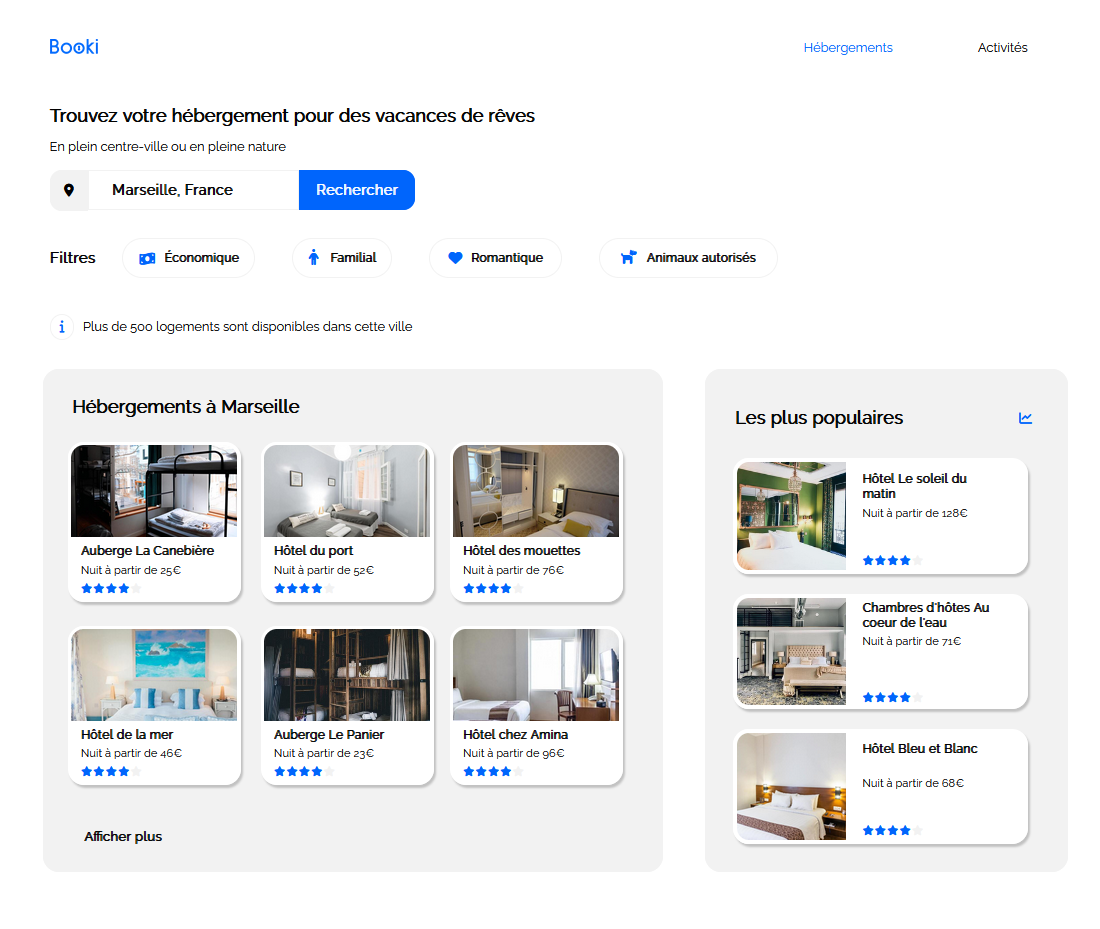 Booki
Hébergements
Activités
Trouvez votre hébergement pour des vacances de rêves
En plein centre-ville ou en pleine nature
Marseille, France
Rechercher
Filtres
Économique
Familial
Romantique
Animaux autorisés
Plus de 500 logements sont disponibles dans cette ville
Hébergements à Marseille
Auberge La Canebière
Nuit à partir de 25€
Hôtel du port
Nuit à partir de 52€
Hôtel des mouettes
Nuit à partir de 76€
Hôtel de la mer
Nuit à partir de 46€
Auberge Le Panier
Nuit à partir de 23€
Hôtel chez Amina
Nuit à partir de 96€
Afficher plus
Les plus populaires
Hôtel Le soleil du
matin
Nuit à partir de 128€
Chambres d'hôtes Au
coeur de l'eau
Nuit à partir de 71€
Hôtel Bleu et Blanc
Nuit à partir de 68€